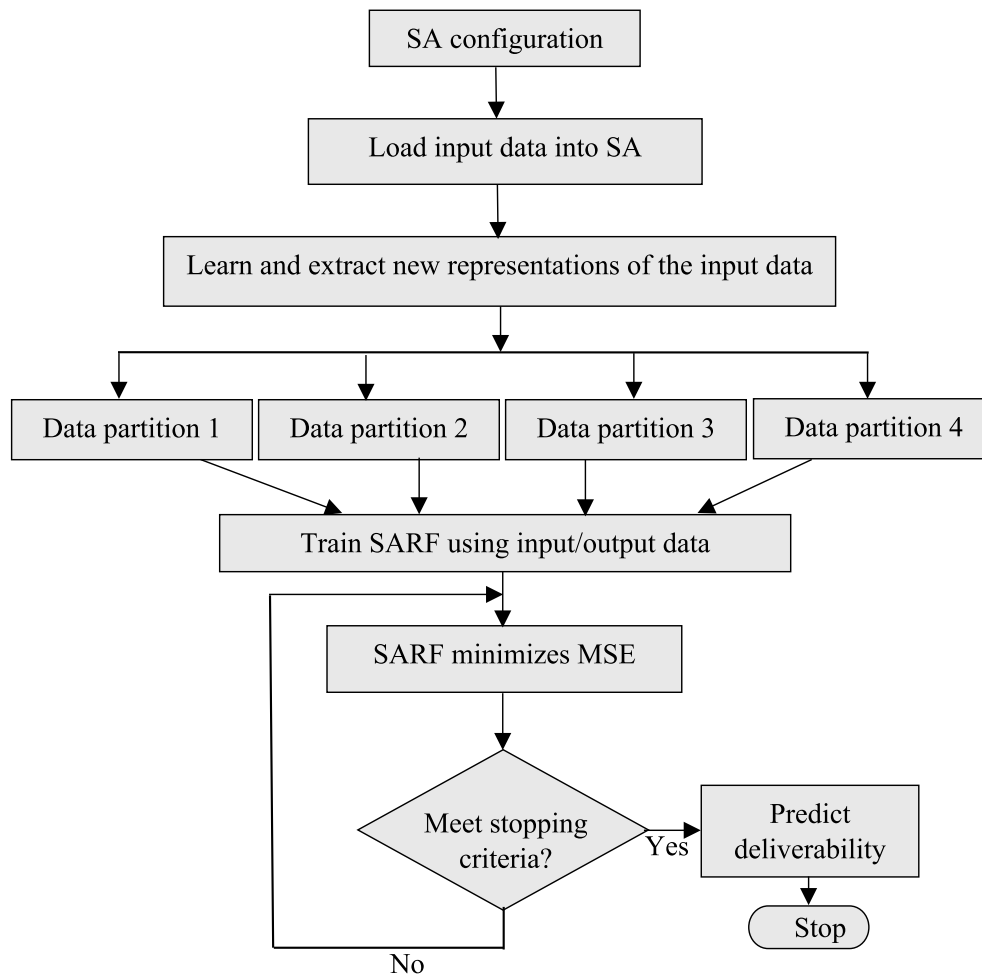 SA configuration
Load input data into SA
Learn and extract new representations of the input data
Data partition 1
Data partition 2
Data partition 3
Data partition 4
Train SARF using input/output data
SARF minimizes MSE
Meet stopping
criteria?
Yes
Predict
deliverability
Stop
No